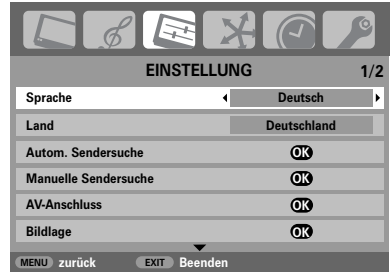 EINSTELLUNG 1/2
Sprache Deutsch
Land Deutschland
Autom. Sendersuche OK
Manuelle Sendersuche OK
AV-Anschluss OK
Bildlage OK
MENU zurück EXIT Beenden